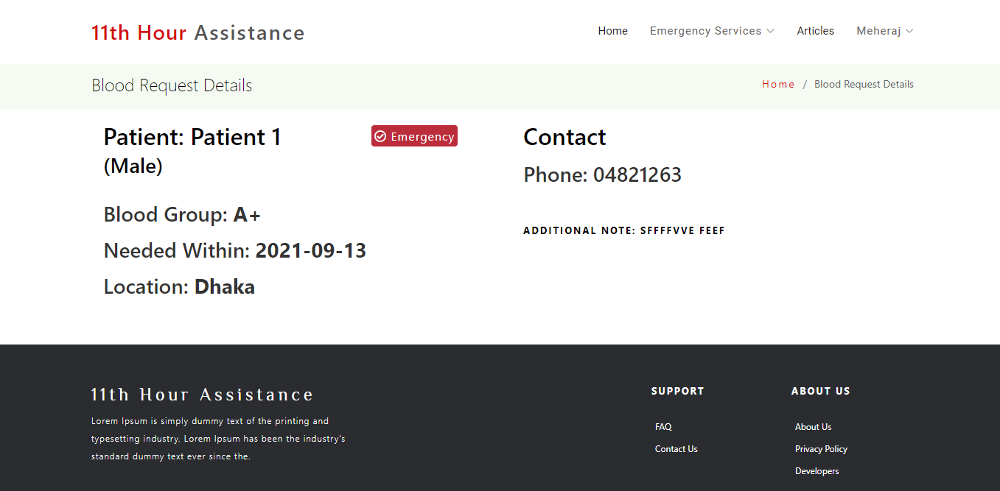 11th Hour Assistance
Home
Emergency Services
Articles
Meheraj
Blood Request Details
Home / Blood Request Details
Patient: Patient 1
(Male)
Emergency
Blood Group: A+
Needed Within: 2021-09-13
Location: Dhaka
Contact
Phone: 04821263
ADDITIONAL NOTE: SFFFFVVE FEEF
11th Hour Assistance
Lorem Ipsum is simply dummy text of the printing and
typesetting industry. Lorem Ipsum has been the industry's
standard dummy text ever since the.
SUPPORT
FAQ
Contact Us
ABOUT US
About Us
Privacy Policy
Developers